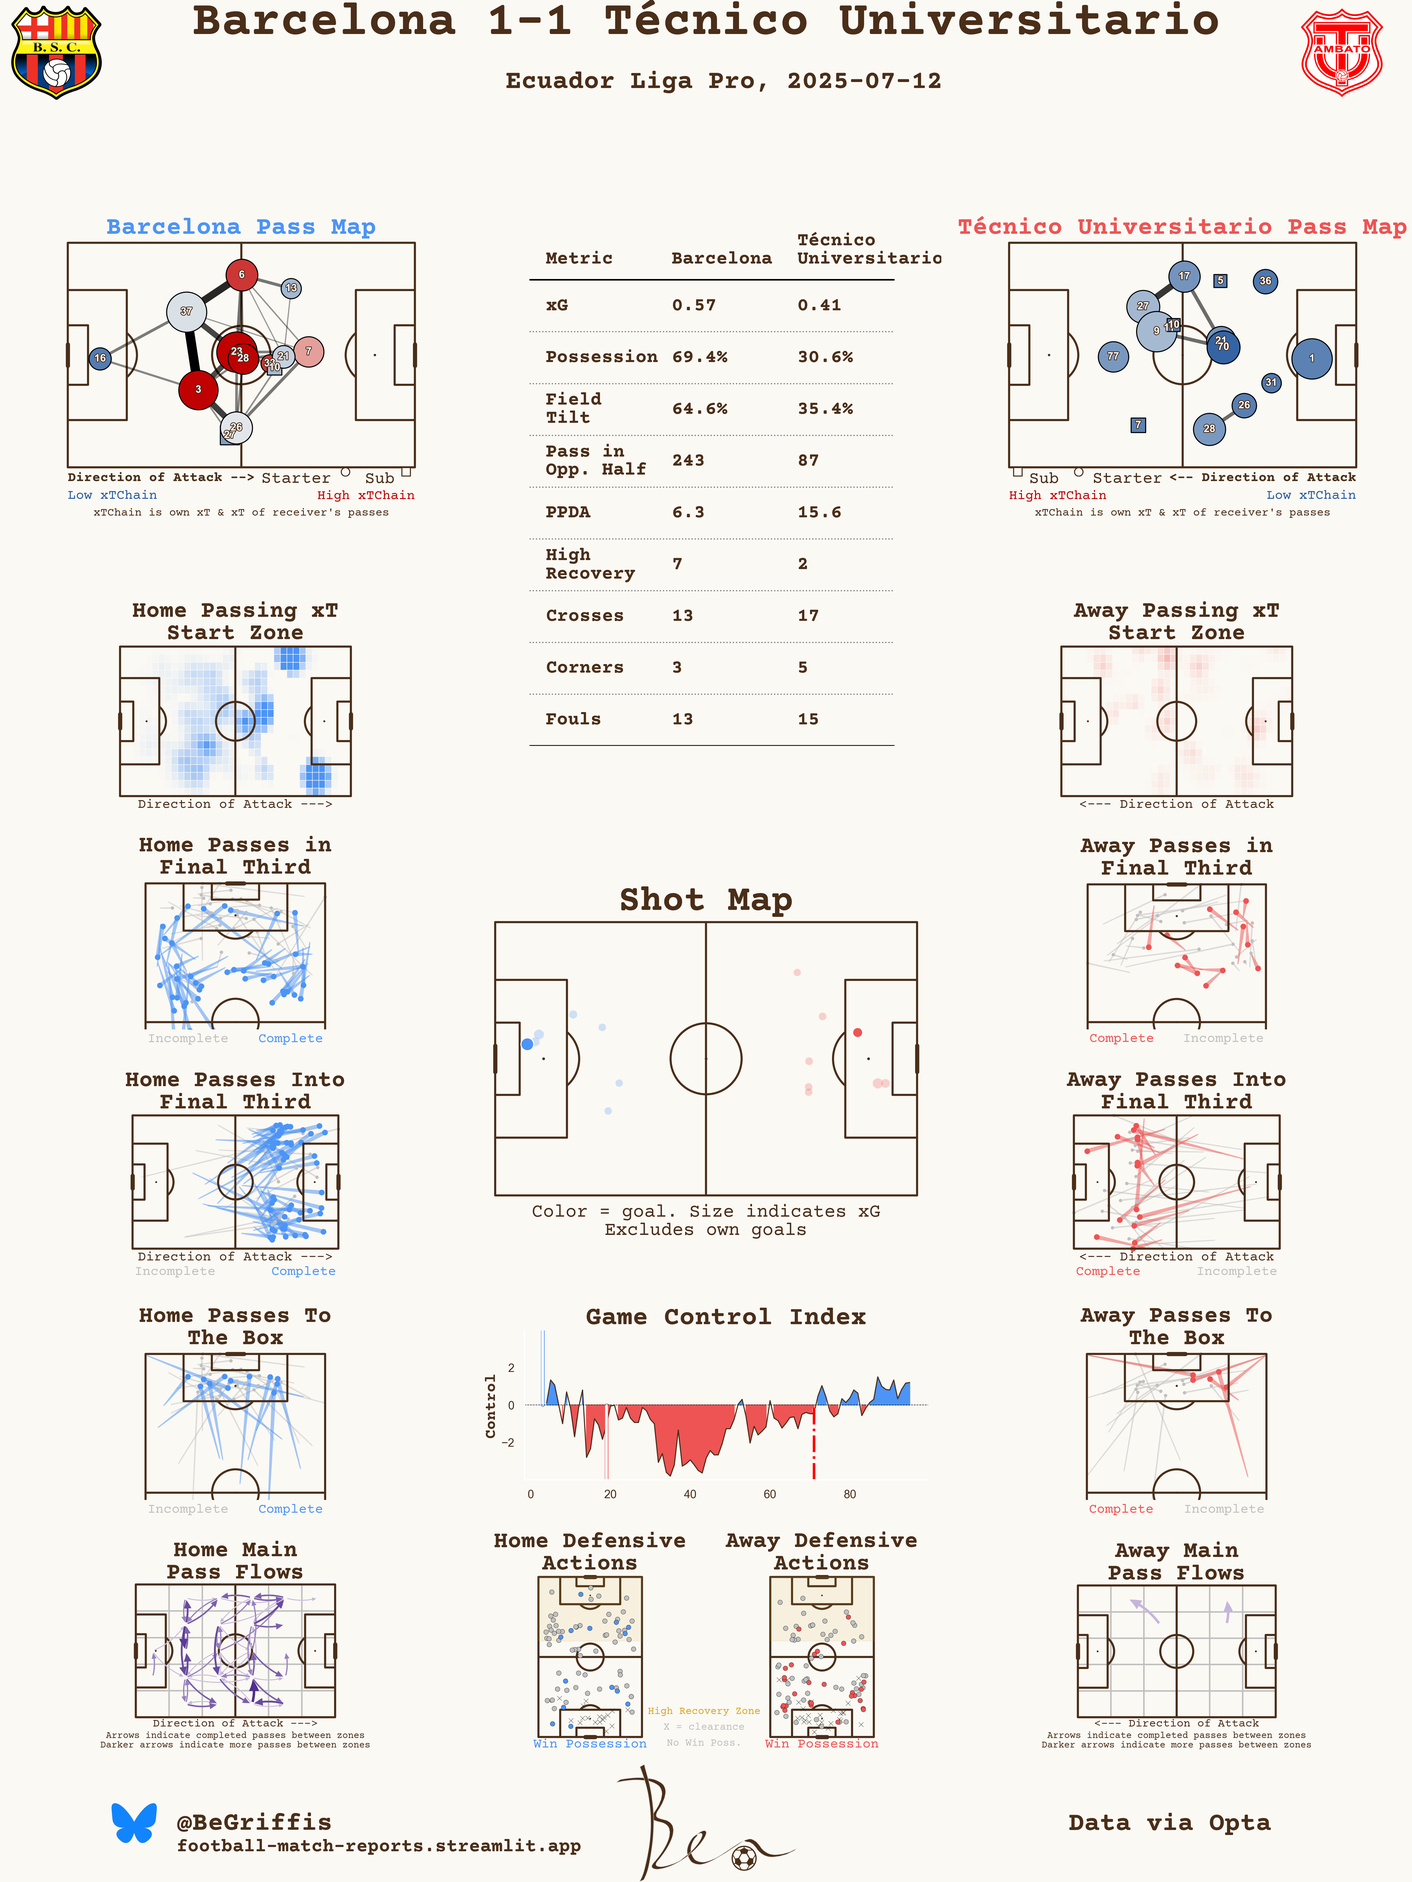 Barcelona 1-1 Técnico Universitario
Ecuador Liga Pro, 2025-07-12
B. S. C.
AMBATO
Barcelona Pass Map
6
13
37
23
28
21
7
10
16
3
26
27
Direction of Attack --> Starter Sub
Low xTChain High xTChain
xTChain is own xT & xT of receiver's passes
Metric Barcelona Técnico Universitario
xG 0.57 0.41
Possession 69.4% 30.6%
Field Tilt 64.6% 35.4%
Pass in Opp. Half 243 87
PPDA 6.3 15.6
High Recovery 7 2
Crosses 13 17
Corners 3 5
Fouls 13 15
Técnico Universitario Pass Map
17
5
36
27
10
9
21
70
77
1
31
26
7
28
Sub Starter <-- Direction of Attack
High xTChain Low xTChain
xTChain is own xT & xT of receiver's passes
Home Passing xT
Start Zone
Direction of Attack --->
Away Passing xT
Start Zone
<--- Direction of Attack
Home Passes in
Final Third
Incomplete Complete
Away Passes in
Final Third
Complete Incomplete
Shot Map
Color = goal. Size indicates xG
Excludes own goals
Home Passes Into
Final Third
Direction of Attack --->
Incomplete Complete
Away Passes Into
Final Third
<--- Direction of Attack
Complete Incomplete
Home Passes To
The Box
Incomplete Complete
Game Control Index
Control
2
0
−2
0 20 40 60 80
Away Passes To
The Box
Complete Incomplete
Home Main
Pass Flows
Direction of Attack --->
Arrows indicate completed passes between zones
Darker arrows indicate more passes between zones
Home Defensive
Actions
Win Possession
Away Defensive
Actions
Win Possession
High Recovery Zone
X = clearance
No Win Poss.
Away Main
Pass Flows
<--- Direction of Attack
Arrows indicate completed passes between zones
Darker arrows indicate more passes between zones
@BeGriffis
football-match-reports.streamlit.app
Ben
Data via Opta